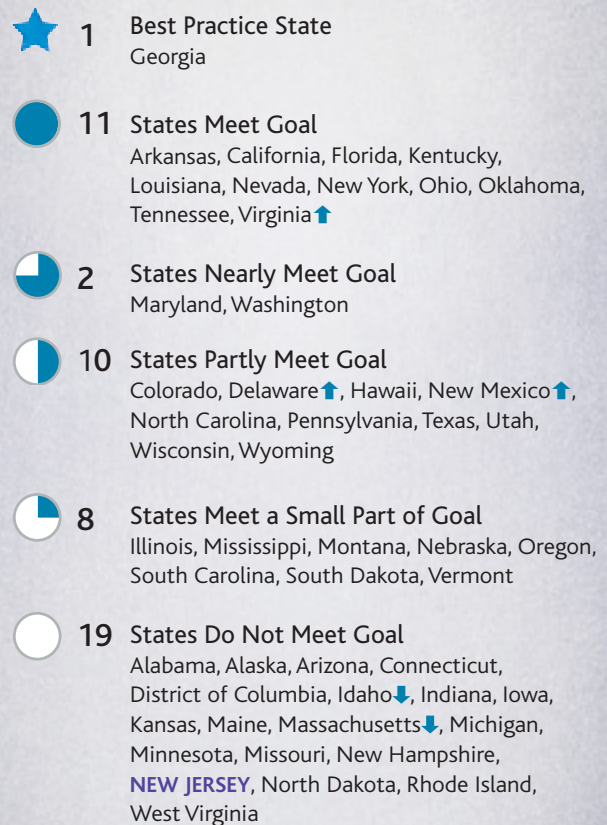 1 Best Practice State
Georgia
11 States Meet Goal
Arkansas, California, Florida, Kentucky,
Louisiana, Nevada, New York, Ohio, Oklahoma,
Tennessee, Virginia⬆
2 States Nearly Meet Goal
Maryland, Washington
10 States Partly Meet Goal
Colorado, Delaware⬆, Hawaii, New Mexico⬆,
North Carolina, Pennsylvania, Texas, Utah,
Wisconsin, Wyoming
8 States Meet a Small Part of Goal
Illinois, Mississippi, Montana, Nebraska, Oregon,
South Carolina, South Dakota, Vermont
19 States Do Not Meet Goal
Alabama, Alaska, Arizona, Connecticut,
District of Columbia, Idaho⬇, Indiana, Iowa,
Kansas, Maine, Massachusetts⬇, Michigan,
Minnesota, Missouri, New Hampshire,
NEW JERSEY, North Dakota, Rhode Island,
West Virginia